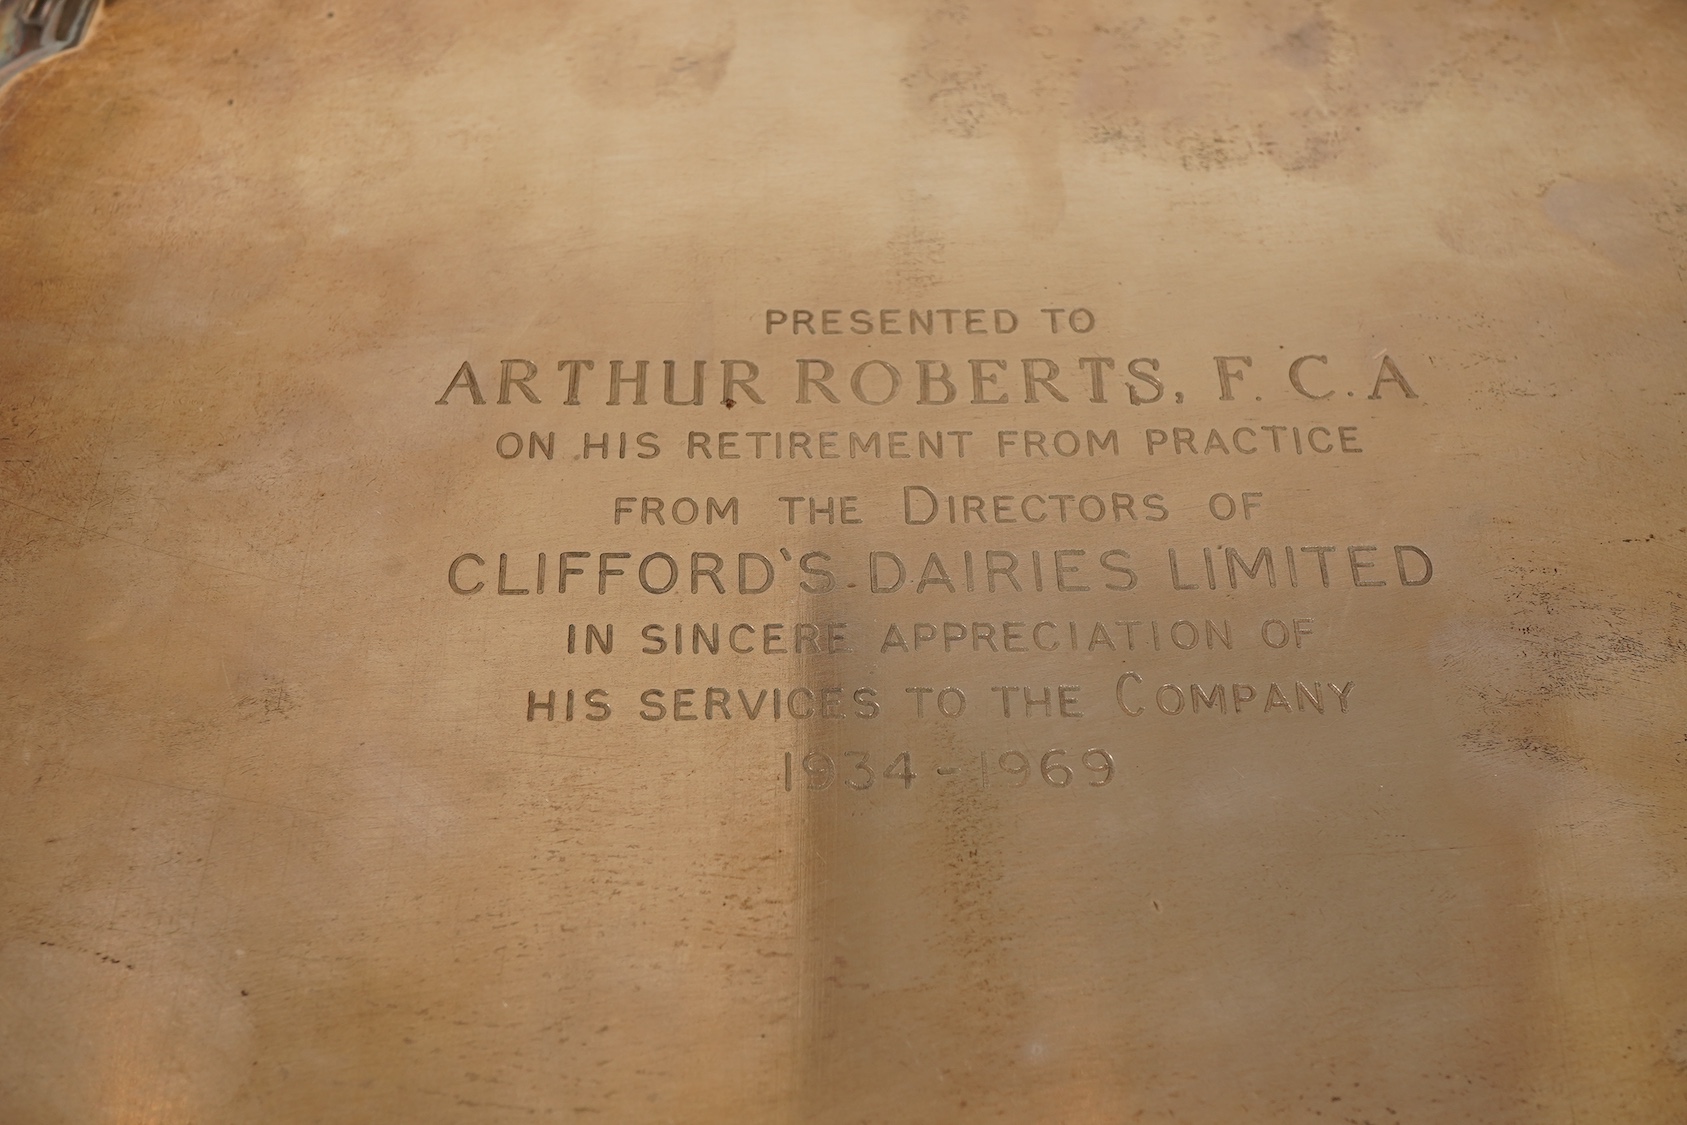 PRESENTED TO
ARTHUR ROBERTS, F.C.A
ON HIS RETIREMENT FROM PRACTICE
FROM THE DIRECTORS OF
CLIFFORD'S DAIRIES LIMITED
IN SINCERE APPRECIATION OF
HIS SERVICES TO THE COMPANY
1934-1969